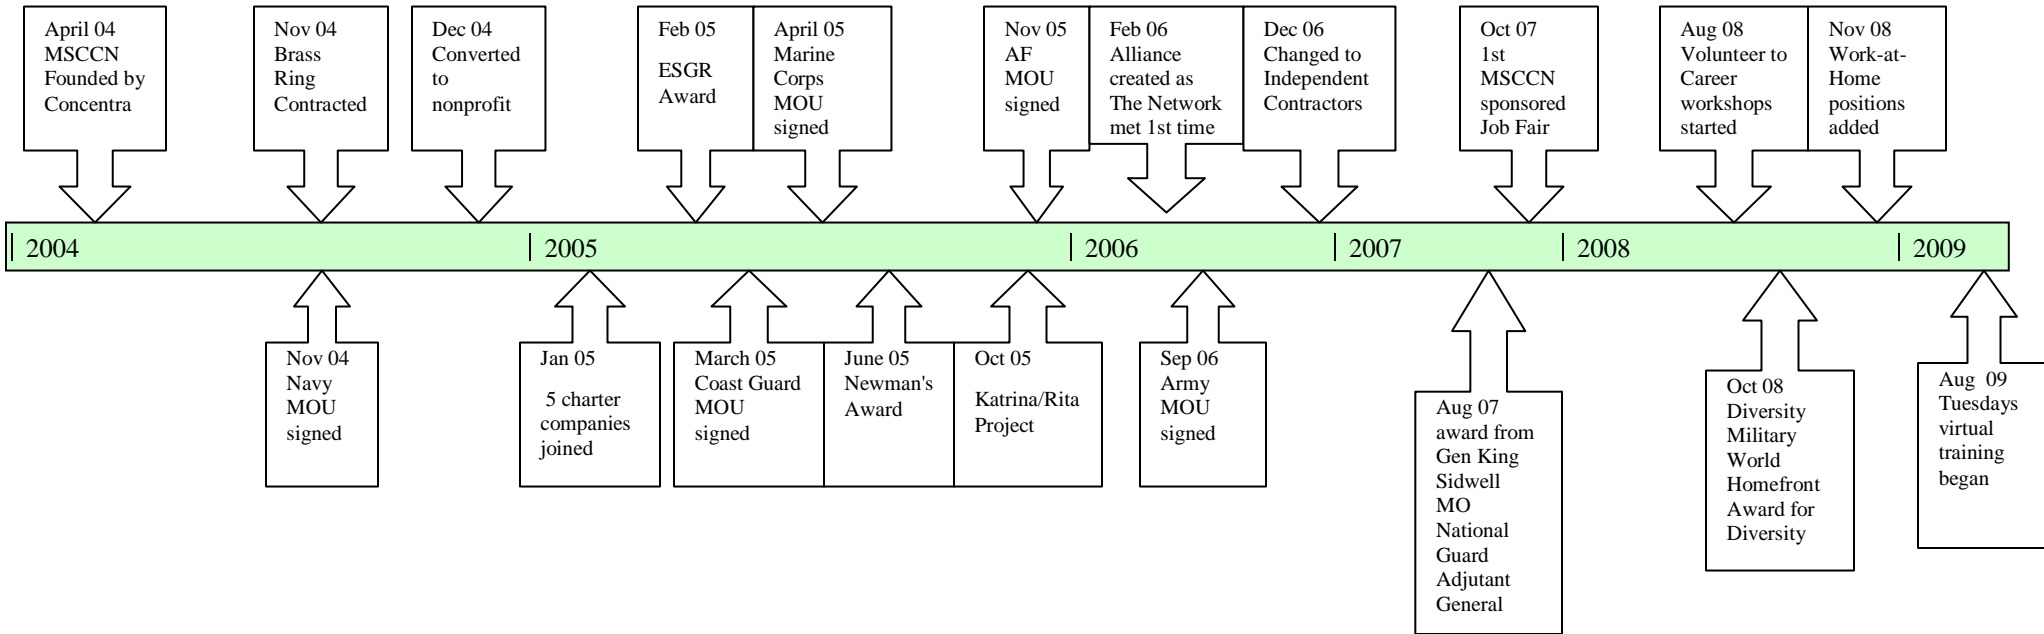 April 04
MSCCN
Founded by
Concentra
Nov 04
Brass
Ring
Contracted
Dec 04
Converted
to
nonprofit
Feb 05
ESGR
Award
April 05
Marine
Corps
MOU
signed
Nov 05
AF
MOU
signed
Feb 06
Alliance
created as
The Network
met 1st time
Dec 06
Changed to
Independent
Contractors
Oct 07
1st
MSCCN
sponsored
Job Fair
Aug 08
Volunteer to
Career
workshops
started
Nov 08
Work-at-
Home
positions
added
2004
2005
2006
2007
2008
2009
Nov 04
Navy
MOU
signed
Jan 05
5 charter
companies
joined
March 05
Coast Guard
MOU
signed
June 05
Newman's
Award
Oct 05
Katrina/Rita
Project
Sep 06
Army
MOU
signed
Aug 07
award from
Gen King
Sidwell
MO
National
Guard
Adjutant
General
Oct 08
Diversity
Military
World
Homefront
Award for
Diversity
Aug 09
Tuesdays
virtual
training
began